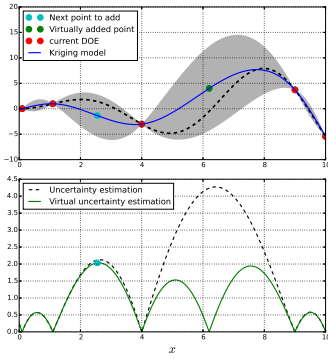 20
15
10
5
0
−5
−10
Next point to add
Virtually added point
current DOE
Kriging model
0 2 4 6 8 10
4.5
4.0
3.5
3.0
2.5
2.0
1.5
1.0
0.5
0.0
Uncertainty estimation
Virtual uncertainty estimation
0 2 4 6 8 10
x